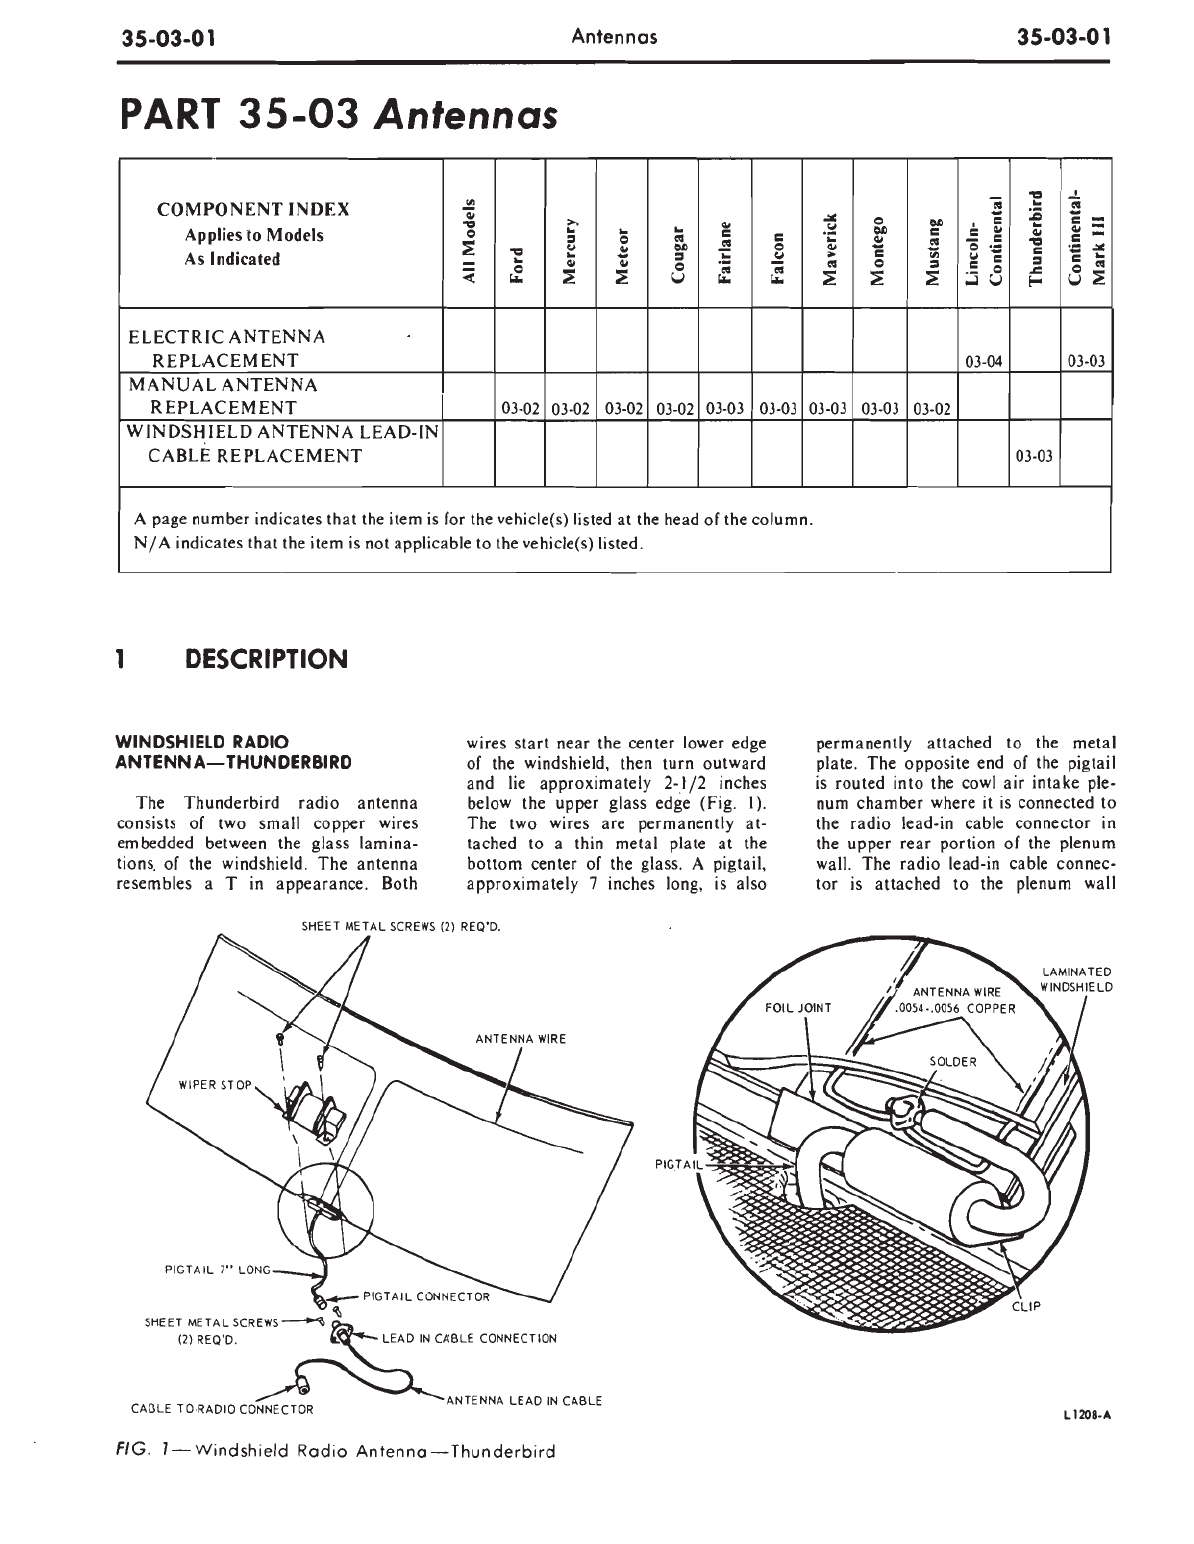 35-03-01 Antennas 35-03-01
PART 35-03 Antennas
COMPONENT INDEX
Applies to Models
As Indicated
All Models
Ford
Mercury
Meteor
Cougar
Fairlane
Falcon
Maverick
Montego
Mustang
Lincoln-
Continental
Thunderbird
Continental-
Mark III
ELECTRIC ANTENNA
REPLACEMENT 03-04 03-03
MANUAL ANTENNA
REPLACEMENT 03-02 03-02 03-02 03-02 03-03 03-03 03-03 03-03 03-02
WINDSHIELD ANTENNA LEAD-IN
CABLE REPLACEMENT 03-03
A page number indicates that the item is for the vehicle(s) listed at the head of the column.
N/A indicates that the item is not applicable to the vehicle(s) listed.
1 DESCRIPTION
WINDSHIELD RADIO
ANTENNA—THUNDERBIRD
The Thunderbird radio antenna
consists of two small copper wires
embedded between the glass lamina-
tions. of the windshield. The antenna
resembles a T in appearance. Both
wires start near the center lower edge
of the windshield, then turn outward
and lie approximately 2-1/2 inches
below the upper glass edge (Fig. 1).
The two wires are permanently at-
tached to a thin metal plate at the
bottom center of the glass. A pigtail,
approximately 7 inches long, is also
permanently attached to the metal
plate. The opposite end of the pigtail
is routed into the cowl air intake ple-
num chamber where it is connected to
the radio lead-in cable connector in
the upper rear portion of the plenum
wall. The radio lead-in cable connec-
tor is attached to the plenum wall
SHEET METAL SCREWS (2) REQ'D.
ANTENNA WIRE
WIPER STOP
PIGTAIL 7" LONG
PIGTAIL CONNECTOR
SHEET METAL SCREWS
(2) REQ'D.
LEAD IN CABLE CONNECTION
ANTENNA LEAD IN CABLE
CABLE TO RADIO CONNECTOR
LAMINATED
WINDSHIELD
ANTENNA WIRE
.0054-.0056 COPPER
FOIL JOINT
SOLDER
PIGTAIL
CLIP
L1208-A
FIG. 1—Windshield Radio Antenna—Thunderbird